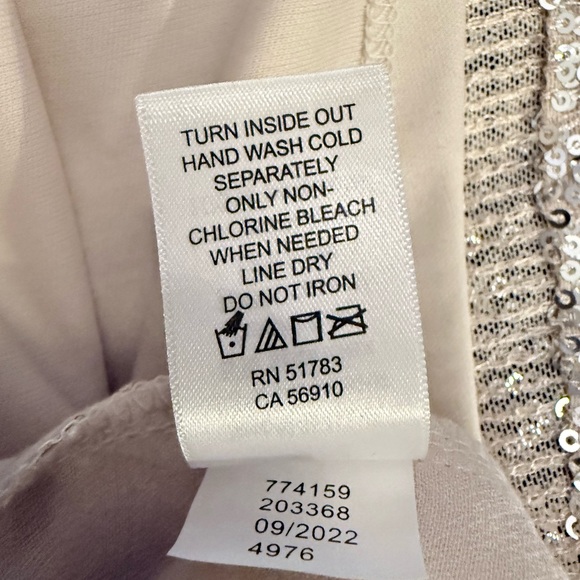 TURN INSIDE OUT
HAND WASH COLD
SEPARATELY
ONLY NON-
CHLORINE BLEACH
WHEN NEEDED
LINE DRY
DO NOT IRON
RN 51783
CA 56910
774159
203368
09/2022
4976